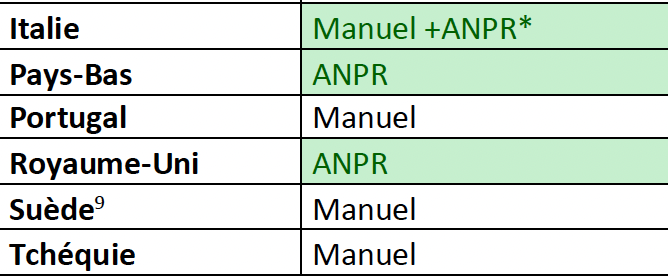 Italie Manuel +ANPR*
Pays-Bas ANPR
Portugal Manuel
Royaume-Uni ANPR
Suède⁹ Manuel
Tchéquie Manuel